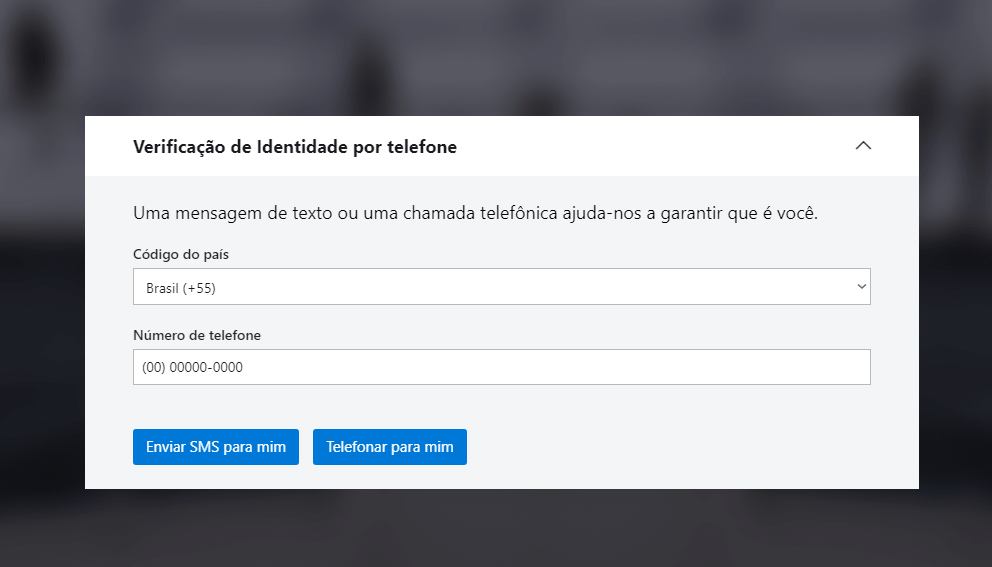 Verificação de Identidade por telefone
Uma mensagem de texto ou uma chamada telefônica ajuda-nos a garantir que é você.
Código do país
Brasil (+55)
Número de telefone
(00) 00000-0000
Enviar SMS para mim
Telefonar para mim